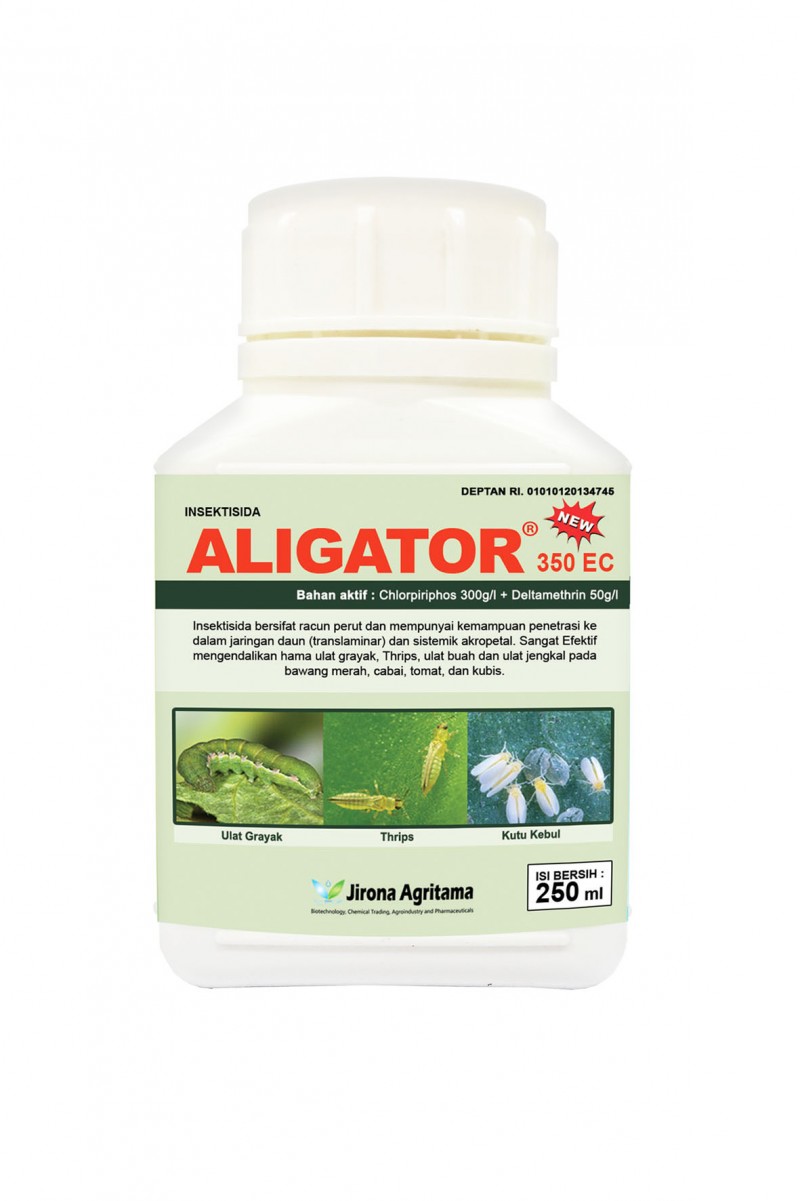 DEPTAN RI. 01010120134745
INSEKTISIDA
ALIGATOR®
NEW
350 EC
Bahan aktif : Chlorpiriphos 300g/l + Deltamethrin 50g/l
Insektisida bersifat racun perut dan mempunyai kemampuan penetrasi ke
dalam jaringan daun (translaminar) dan sistemik akropetal. Sangat Efektif
mengendalikan hama ulat grayak, Thrips, ulat buah dan ulat jengkal pada
bawang merah, cabai, tomat, dan kubis.
Ulat Grayak
Thrips
Kutu Kebul
Jirona Agritama
Biotechnology, Chemical Trading, Agroindustry and Pharmaceuticals
ISI BERSIH :
250 ml